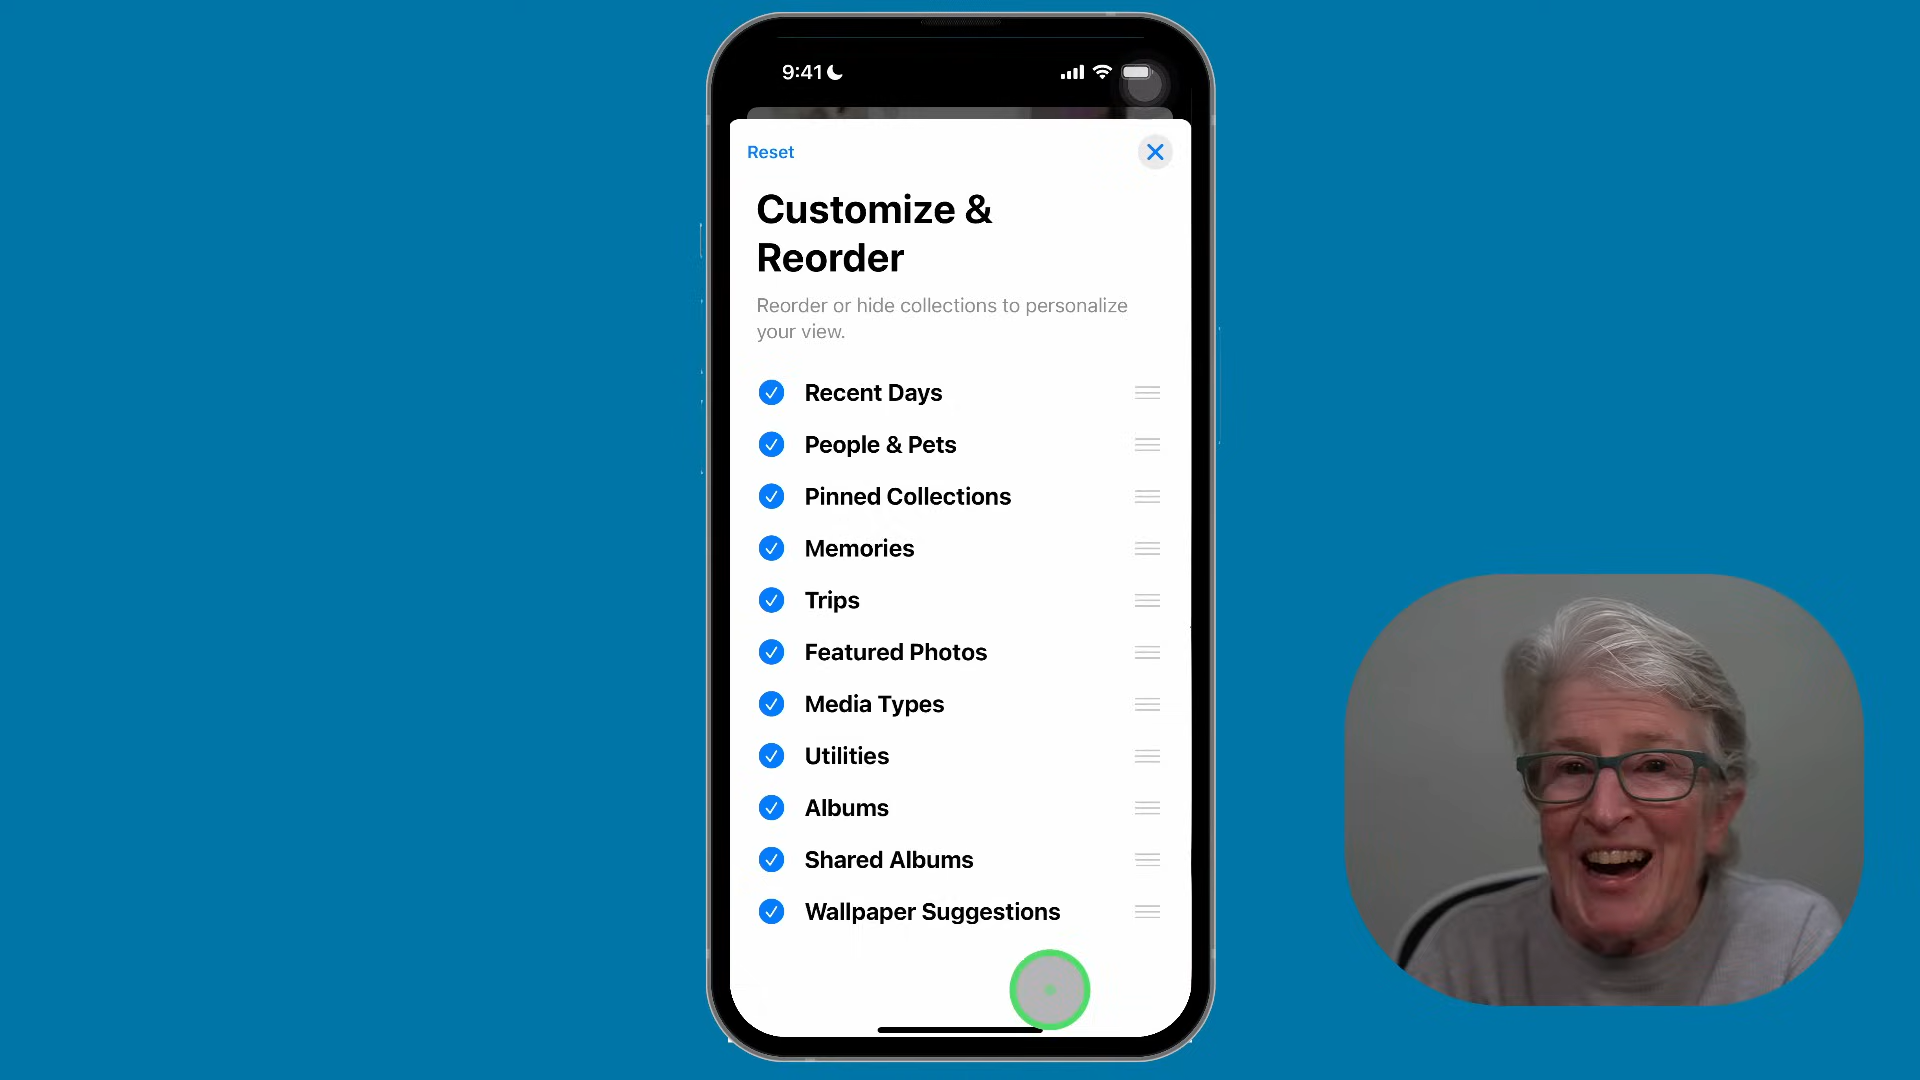 9:41
Reset
Customize &
Reorder
Reorder or hide collections to personalize
your view.
Recent Days
People & Pets
Pinned Collections
Memories
Trips
Featured Photos
Media Types
Utilities
Albums
Shared Albums
Wallpaper Suggestions